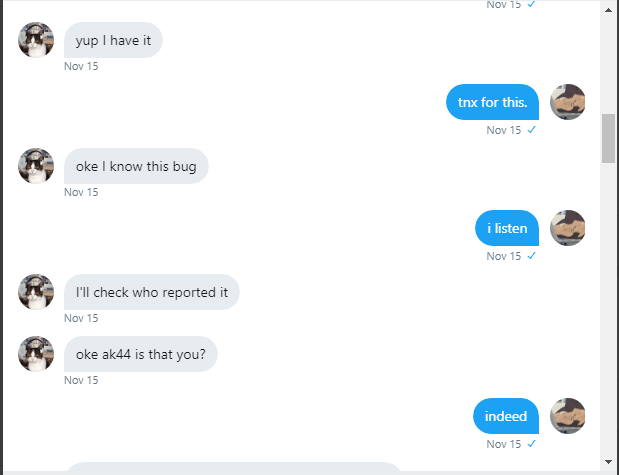 Nov 15 ✓
yup I have it
Nov 15
tnx for this.
Nov 15 ✓
oke I know this bug
Nov 15
i listen
Nov 15 ✓
I'll check who reported it
Nov 15
oke ak44 is that you?
Nov 15
indeed
Nov 15 ✓